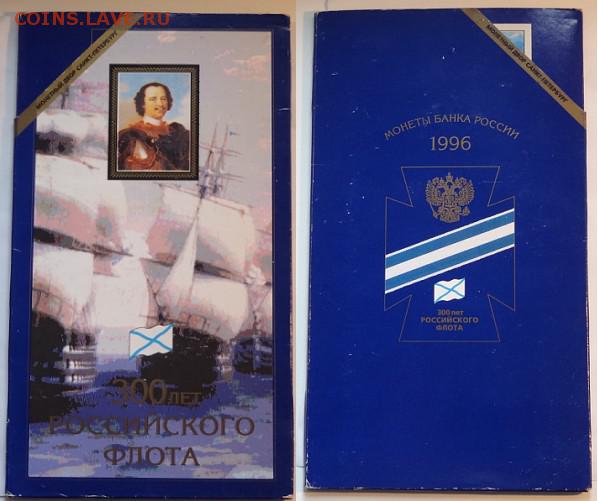 COINS.LAVE.RU
МОНЕТНЫЙ ДВОР САНКТ-ПЕТЕРБУРГ
300 ЛЕТ
РОССИЙСКОГО
ФЛОТА
МОНЕТНЫЙ ДВОР САНКТ-ПЕТЕРБУРГ
МОНЕТЫ БАНКА РОССИИ
1996
300 лет
РОССИЙСКОГО
ФЛОТА